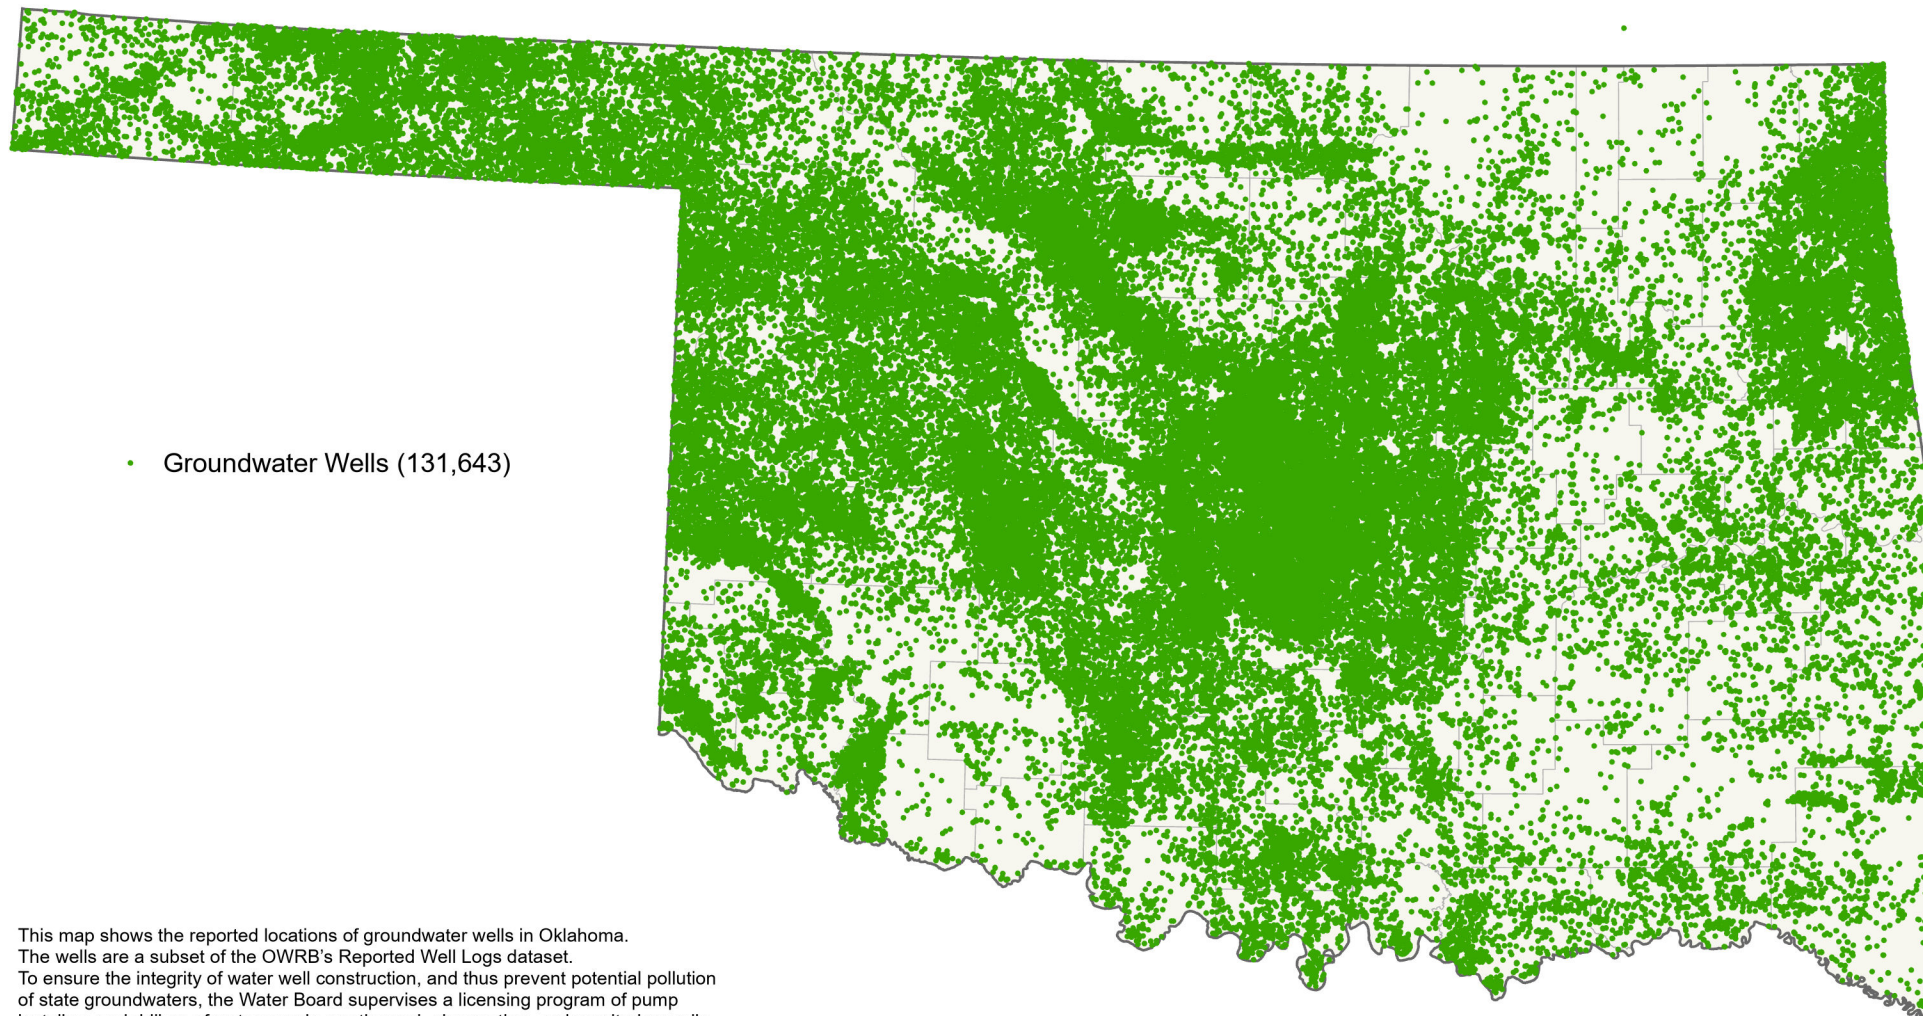 Groundwater Wells (131,643)
This map shows the reported locations of groundwater wells in Oklahoma.
The wells are a subset of the OWRB's Reported Well Logs dataset.
To ensure the integrity of water well construction, and thus prevent potential pollution
of state groundwaters, the Water Board supervises a licensing program of pump